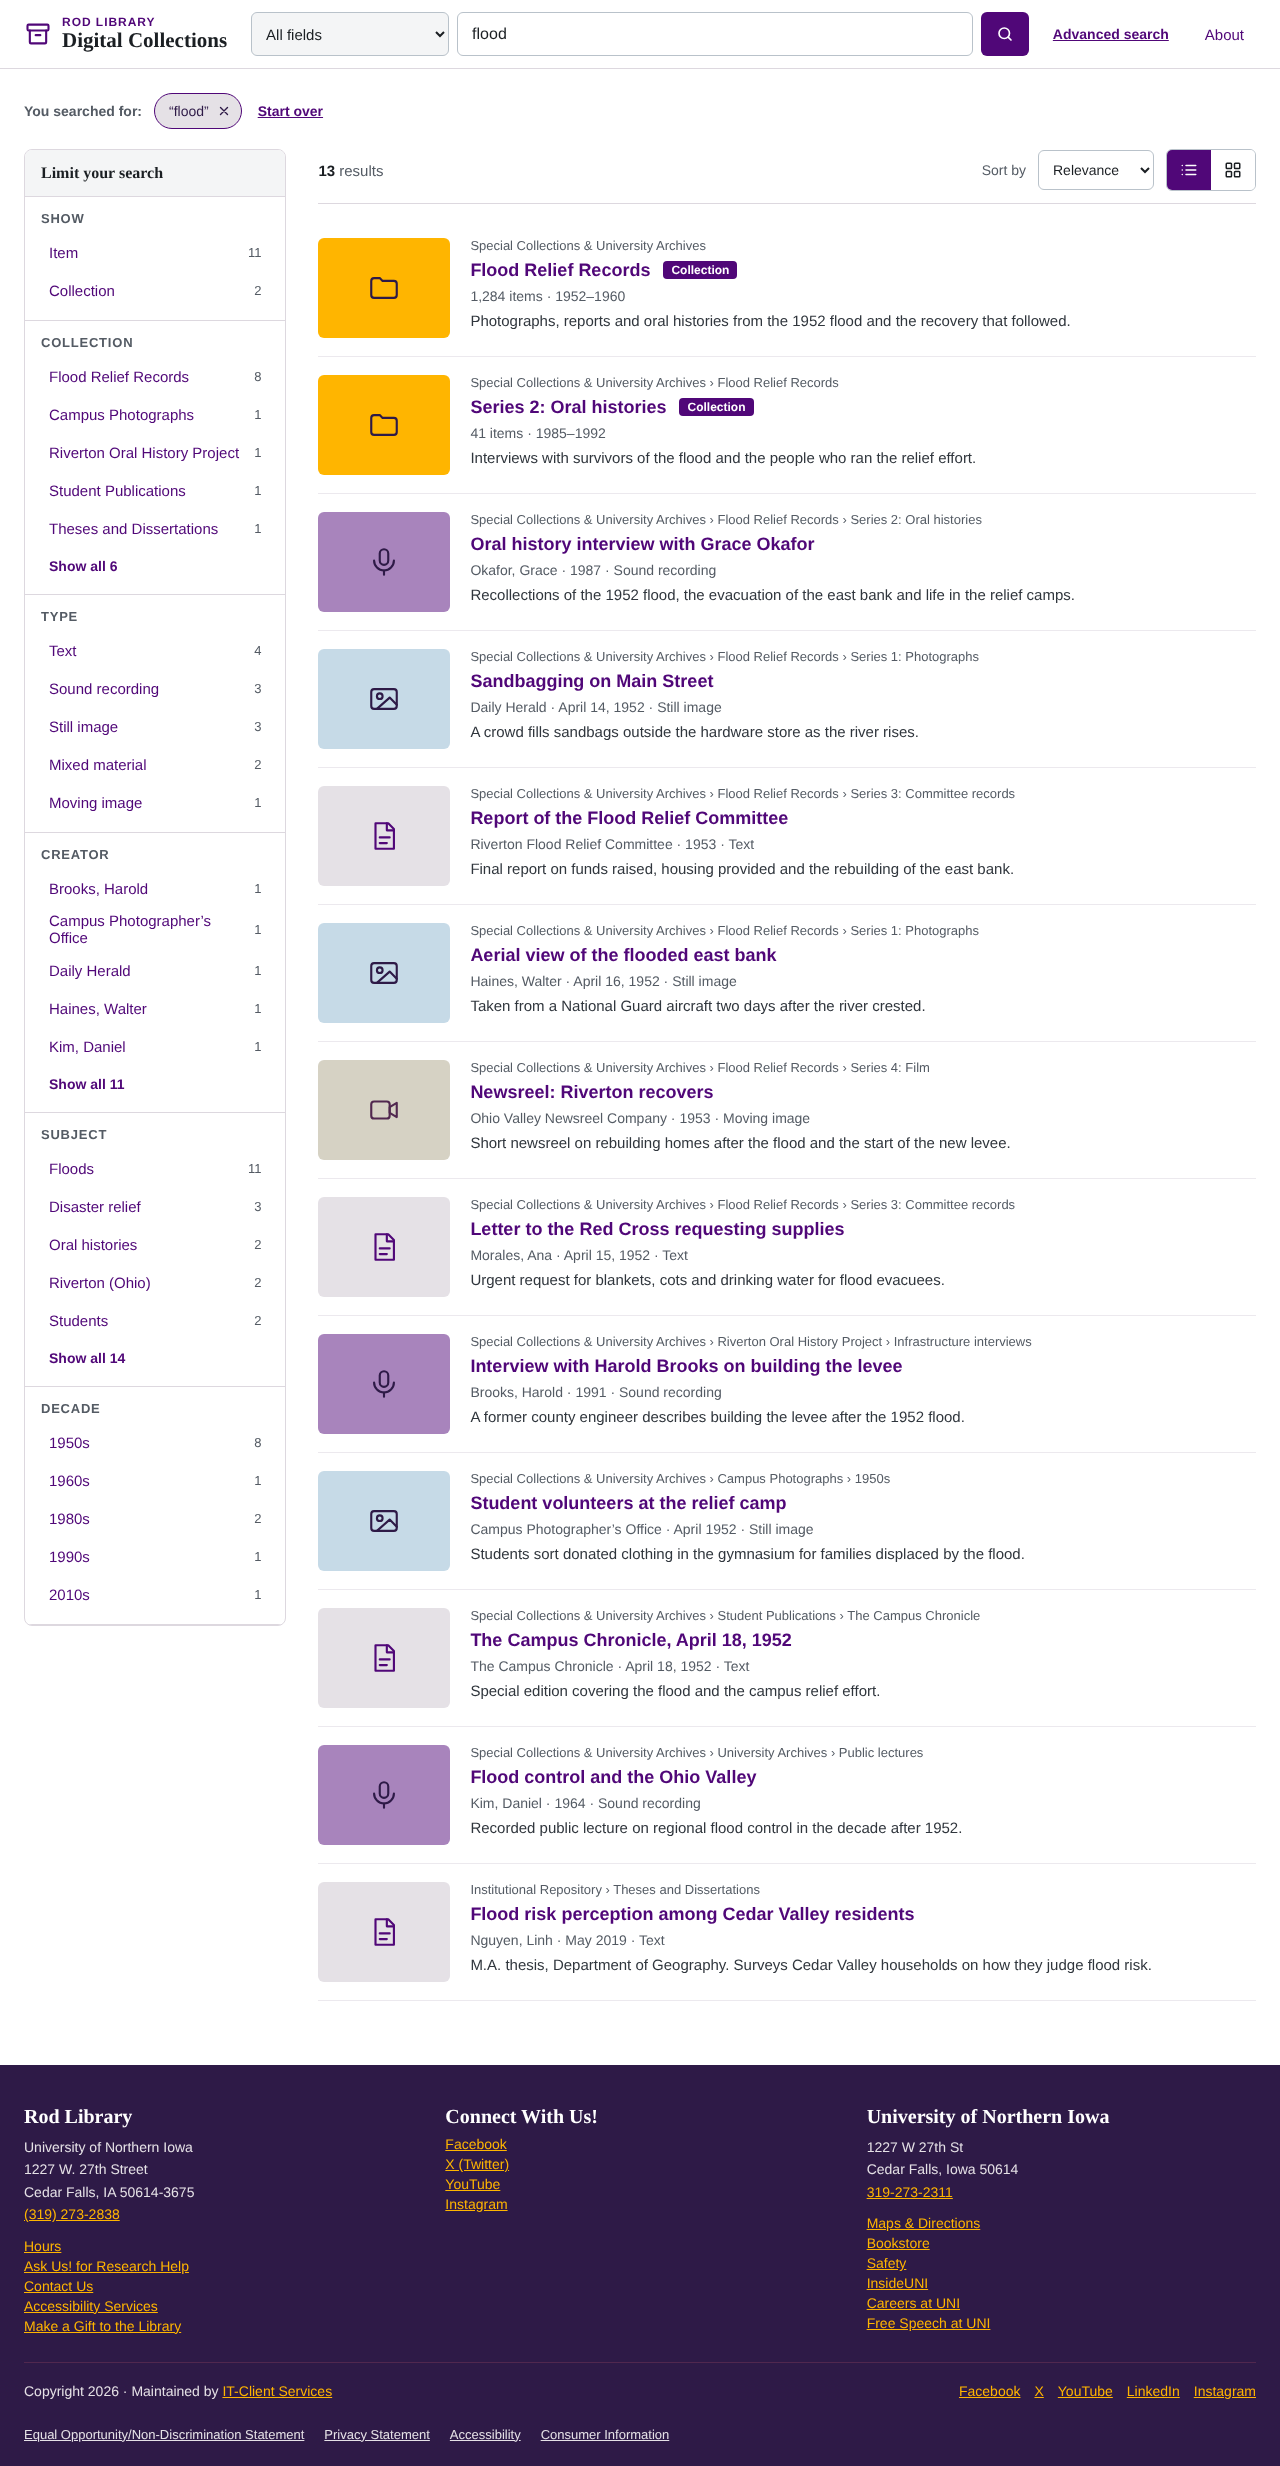 ROD LIBRARY
Digital Collections
All fields
flood
Advanced search
About
You searched for:
“flood”
Start over
Limit your search
SHOW
Item 11
Collection 2
COLLECTION
Flood Relief Records 8
Campus Photographs 1
Riverton Oral History Project 1
Student Publications 1
Theses and Dissertations 1
Show all 6
TYPE
Text 4
Sound recording 3
Still image 3
Mixed material 2
Moving image 1
CREATOR
Brooks, Harold 1
Campus Photographer’s
Office 1
Daily Herald 1
Haines, Walter 1
Kim, Daniel 1
Show all 11
SUBJECT
Floods 11
Disaster relief 3
Oral histories 2
Riverton (Ohio) 2
Students 2
Show all 14
DECADE
1950s 8
1960s 1
1980s 2
1990s 1
2010s 1
13 results
Sort by
Relevance
Special Collections & University Archives
Flood Relief Records Collection
1,284 items · 1952–1960
Photographs, reports and oral histories from the 1952 flood and the recovery that followed.
Special Collections & University Archives › Flood Relief Records
Series 2: Oral histories Collection
41 items · 1985–1992
Interviews with survivors of the flood and the people who ran the relief effort.
Special Collections & University Archives › Flood Relief Records › Series 2: Oral histories
Oral history interview with Grace Okafor
Okafor, Grace · 1987 · Sound recording
Recollections of the 1952 flood, the evacuation of the east bank and life in the relief camps.
Special Collections & University Archives › Flood Relief Records › Series 1: Photographs
Sandbagging on Main Street
Daily Herald · April 14, 1952 · Still image
A crowd fills sandbags outside the hardware store as the river rises.
Special Collections & University Archives › Flood Relief Records › Series 3: Committee records
Report of the Flood Relief Committee
Riverton Flood Relief Committee · 1953 · Text
Final report on funds raised, housing provided and the rebuilding of the east bank.
Special Collections & University Archives › Flood Relief Records › Series 1: Photographs
Aerial view of the flooded east bank
Haines, Walter · April 16, 1952 · Still image
Taken from a National Guard aircraft two days after the river crested.
Special Collections & University Archives › Flood Relief Records › Series 4: Film
Newsreel: Riverton recovers
Ohio Valley Newsreel Company · 1953 · Moving image
Short newsreel on rebuilding homes after the flood and the start of the new levee.
Special Collections & University Archives › Flood Relief Records › Series 3: Committee records
Letter to the Red Cross requesting supplies
Morales, Ana · April 15, 1952 · Text
Urgent request for blankets, cots and drinking water for flood evacuees.
Special Collections & University Archives › Riverton Oral History Project › Infrastructure interviews
Interview with Harold Brooks on building the levee
Brooks, Harold · 1991 · Sound recording
A former county engineer describes building the levee after the 1952 flood.
Special Collections & University Archives › Campus Photographs › 1950s
Student volunteers at the relief camp
Campus Photographer’s Office · April 1952 · Still image
Students sort donated clothing in the gymnasium for families displaced by the flood.
Special Collections & University Archives › Student Publications › The Campus Chronicle
The Campus Chronicle, April 18, 1952
The Campus Chronicle · April 18, 1952 · Text
Special edition covering the flood and the campus relief effort.
Special Collections & University Archives › University Archives › Public lectures
Flood control and the Ohio Valley
Kim, Daniel · 1964 · Sound recording
Recorded public lecture on regional flood control in the decade after 1952.
Institutional Repository › Theses and Dissertations
Flood risk perception among Cedar Valley residents
Nguyen, Linh · May 2019 · Text
M.A. thesis, Department of Geography. Surveys Cedar Valley households on how they judge flood risk.
Rod Library
University of Northern Iowa
1227 W. 27th Street
Cedar Falls, IA 50614-3675
(319) 273-2838
Hours
Ask Us! for Research Help
Contact Us
Accessibility Services
Make a Gift to the Library
Connect With Us!
Facebook
X (Twitter)
YouTube
Instagram
University of Northern Iowa
1227 W 27th St
Cedar Falls, Iowa 50614
319-273-2311
Maps & Directions
Bookstore
Safety
InsideUNI
Careers at UNI
Free Speech at UNI
Copyright 2026 · Maintained by IT-Client Services
Facebook X YouTube LinkedIn Instagram
Equal Opportunity/Non-Discrimination Statement Privacy Statement Accessibility Consumer Information